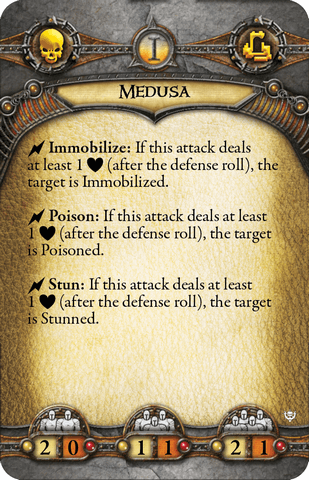 I
MEDUSA
Immobilize: If this attack deals
at least 1 (after the defense roll), the
target is Immobilized.
Poison: If this attack deals at least
1 (after the defense roll), the target
is Poisoned.
Stun: If this attack deals at least
1 (after the defense roll), the target
is Stunned.
2 0 1 1 2 1